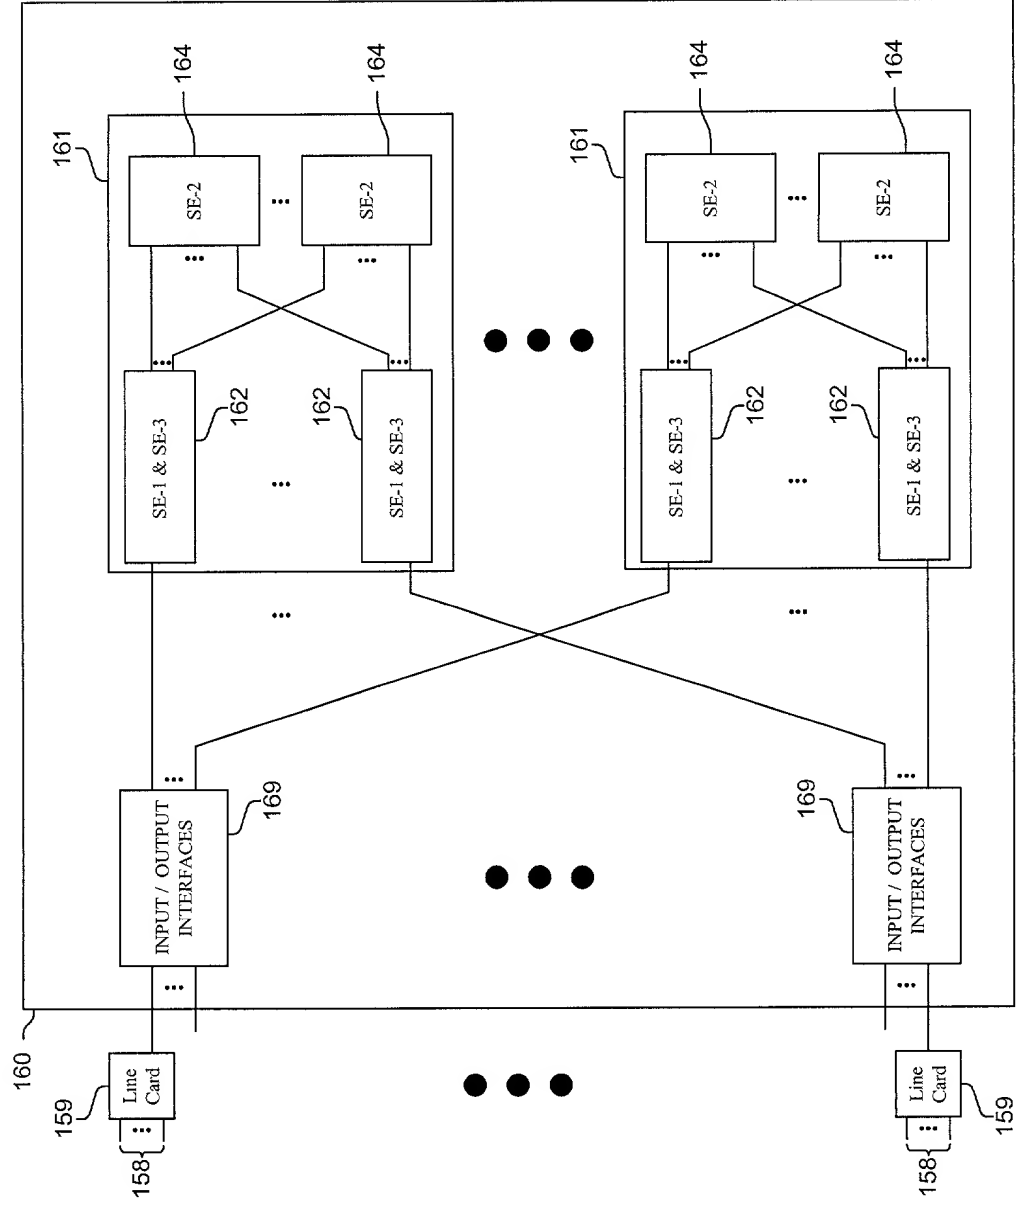 160
159
161
164
158
Line
Card
INPUT / OUTPUT
INTERFACES
SE-1 & SE-3
SE-2
162
169
162
164
SE-1 & SE-3
SE-2
161
164
SE-1 & SE-3
SE-2
162
169
162
164
INPUT / OUTPUT
INTERFACES
SE-1 & SE-3
SE-2
158
Line
Card
159